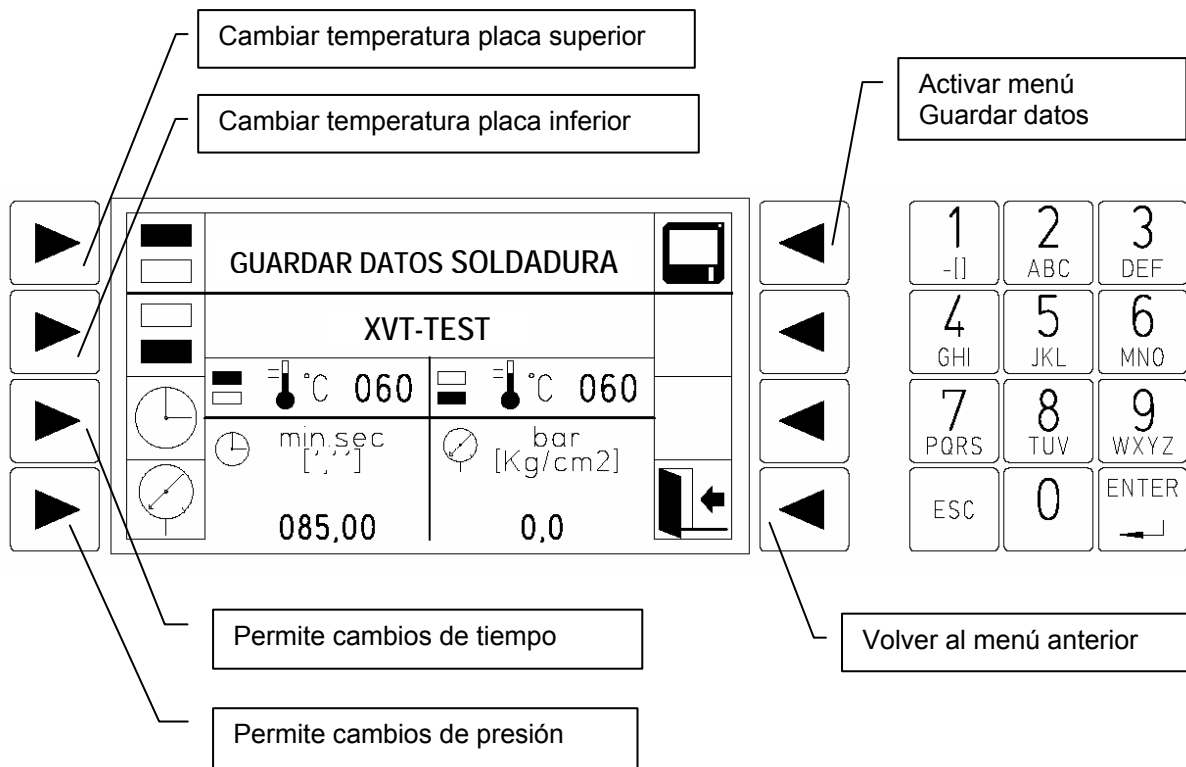 Cambiar temperatura placa superior
Cambiar temperatura placa inferior
Activar menú
Guardar datos
GUARDAR DATOS SOLDADURA
XVT-TEST
°C 060
°C 060
min,sec
[´,´´]
bar
[Kg/cm2]
085,00
0,0
1
-[]
2
ABC
3
DEF
4
GHI
5
JKL
6
MNO
7
PQRS
8
TUV
9
WXYZ
ESC
0
ENTER
Permite cambios de tiempo
Volver al menú anterior
Permite cambios de presión